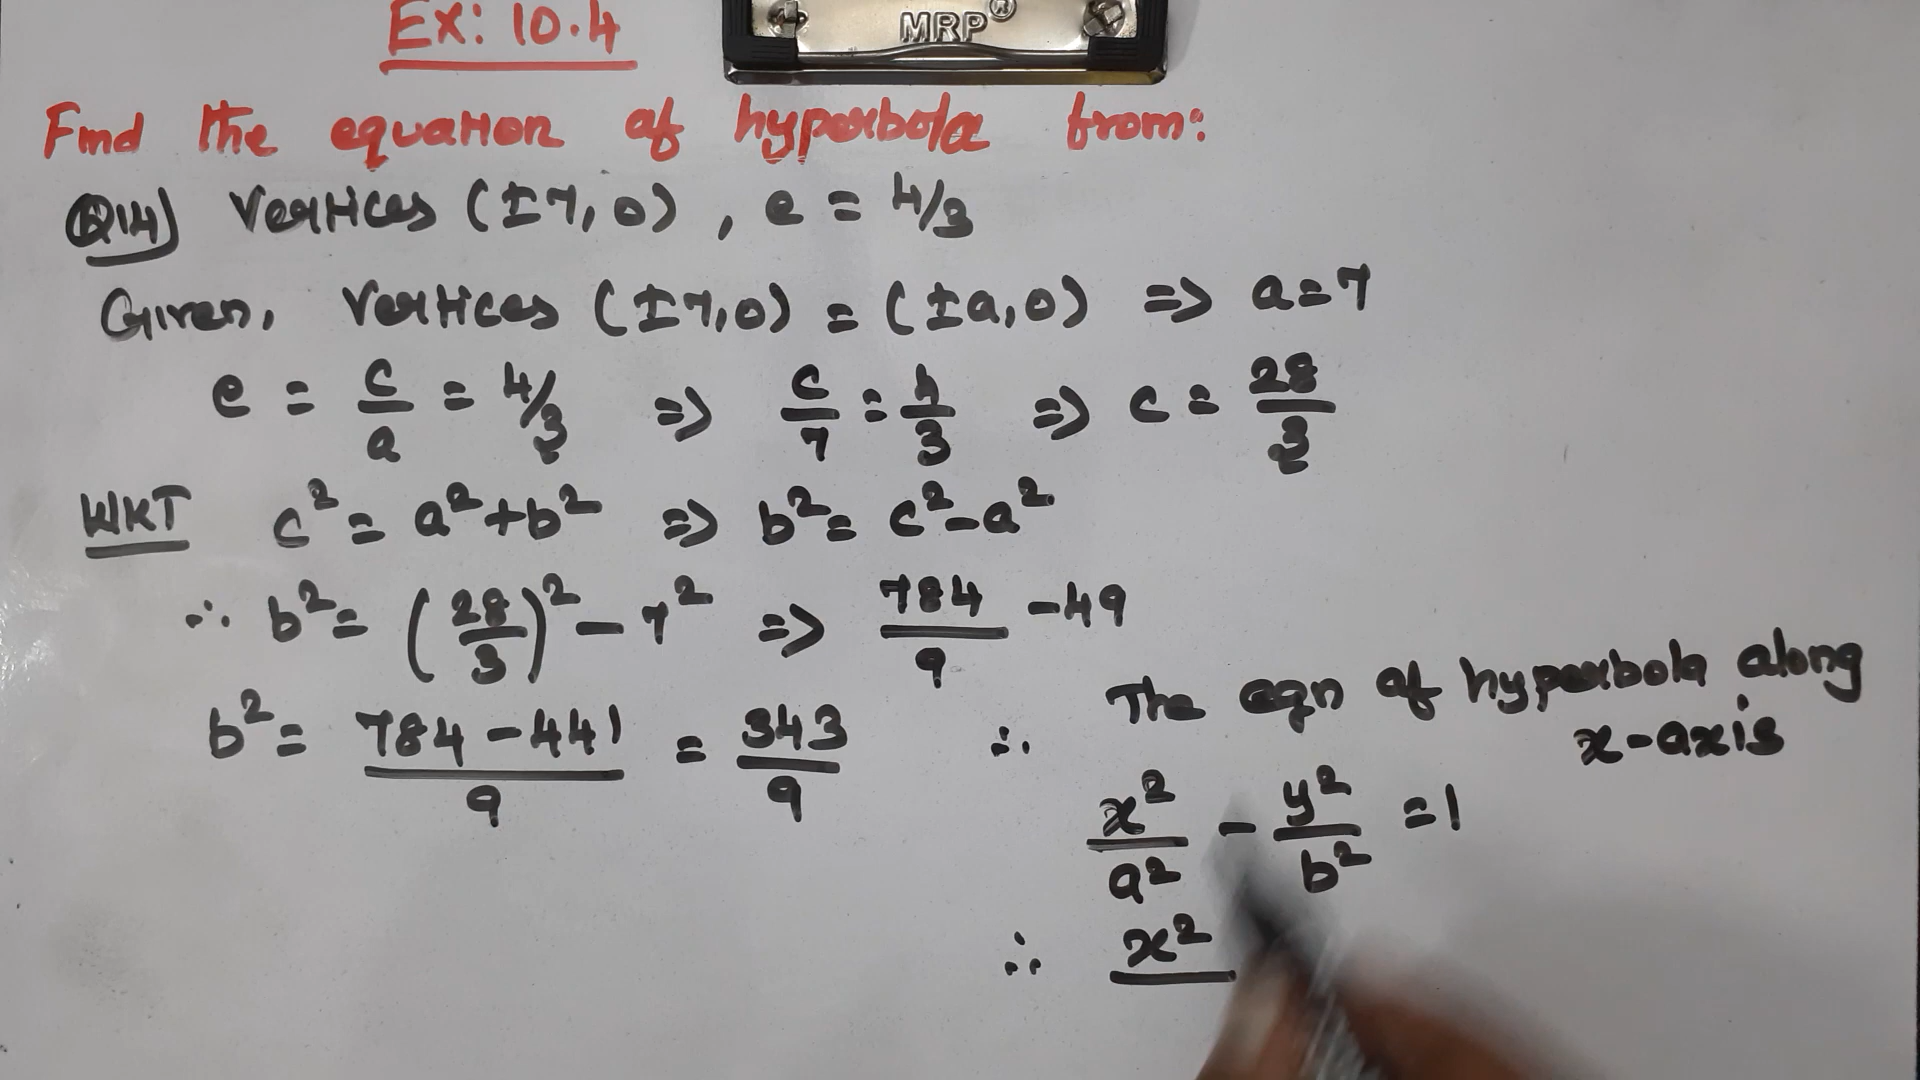 Ex: 10.4
MRP®
Find the equation of hyperbola from:
Q14) Vertices (±7,0), e = 4/3
Given, Vertices (±7,0) = (±a,0) => a=7
e = c/a = 4/3 => c/7 = 4/3 => c = 28/3
WKT c² = a²+b² => b² = c²-a²
∴ b² = (28/3)² - 7² => 784/9 - 49
b² = (784-441)/9 = 343/9
∴ The eqn of hyperbola along
x-axis
x²/a² - y²/b² = 1
∴ x²